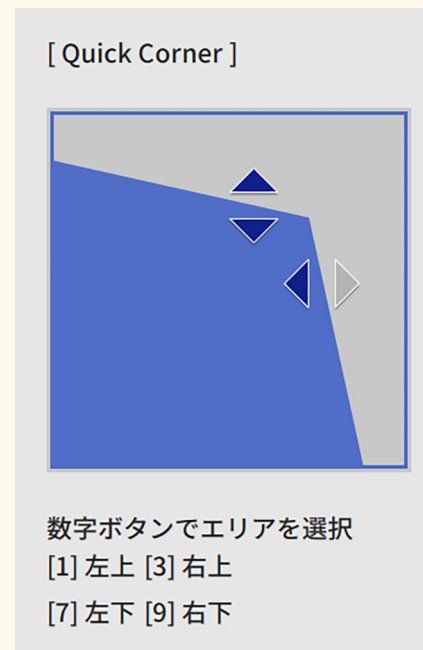 [ Quick Corner ]
数字ボタンでエリアを選択
[1] 左上 [3] 右上
[7] 左下 [9] 右下